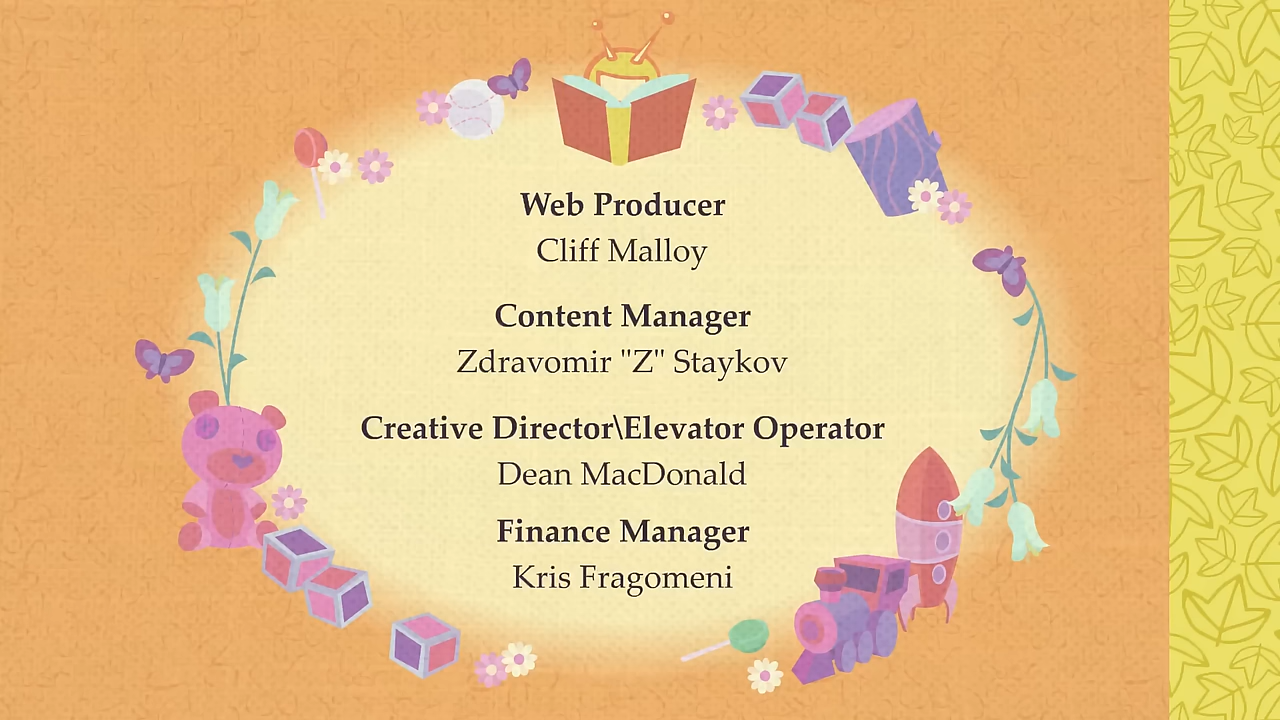 Web Producer
Cliff Malloy
Content Manager
Zdravomir "Z" Staykov
Creative Director\Elevator Operator
Dean MacDonald
Finance Manager
Kris Fragomeni